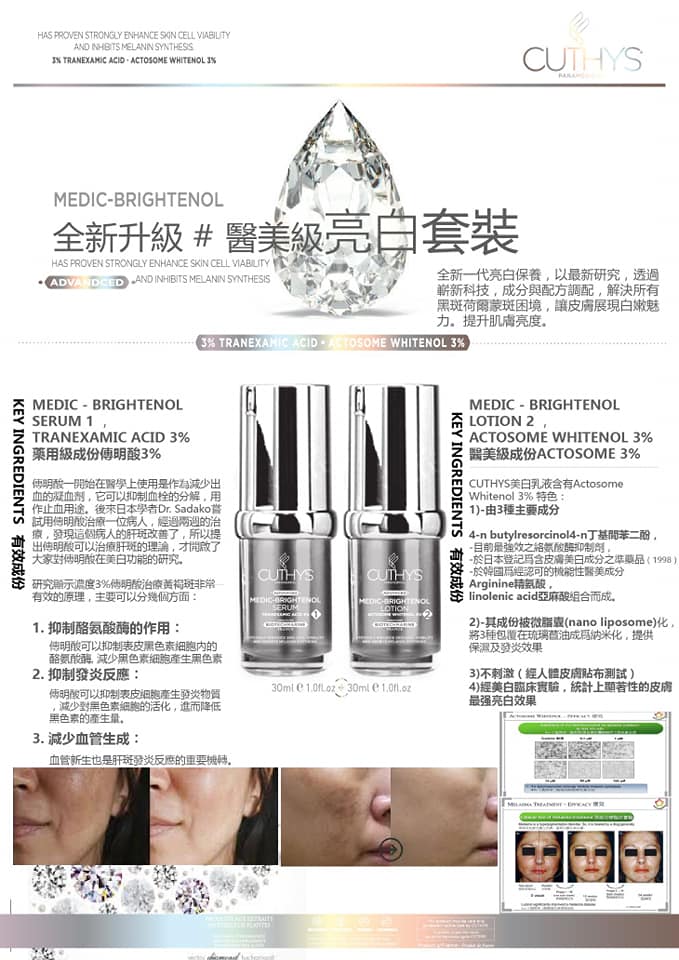 HAS PROVEN STRONGLY ENHANCE SKIN CELL VIABILITY
AND INHIBITS MELANIN SYNTHESIS.
3% TRANEXAMIC ACID · ACTOSOME WHITENOL 3%
CUTHYS
MEDIC-BRIGHTENOL
全新升級 # 醫美級亮白套裝
HAS PROVEN STRONGLY ENHANCE SKIN CELL VIABILITY
• ADVANDCED •AND INHIBITS MELANIN SYNTHESIS
全新一代亮白保養，以最新研究，透過
嶄新科技，成分與配方調配，解決所有
黑斑荷爾蒙斑困境，讓皮膚展現白嫩魅
力。提升肌膚亮度。
3% TRANEXAMIC ACID • ACTOSOME WHITENOL 3%
KEY INGREDIENTS 有效成份
MEDIC - BRIGHTENOL
SERUM 1 ，
TRANEXAMIC ACID 3%
藥用級成份傳明酸3%
傳明酸一開始在醫學上使用是作為減少出
血的凝血劑，它可以抑制血栓的分解，用
作止血用途。後來日本學者Dr. Sadako嘗
試用傳明酸治療一位病人，經過兩週的治
療，發現這個病人的肝斑改善了，所以提
出傳明酸可以治療肝斑的理論，才開啟了
大家對傳明酸在美白功能的研究。
研究顯示濃度3%傳明酸治療黃褐斑非常
有效的原理，主要可以分幾個方面：
1. 抑制酪氨酸酶的作用：
傳明酸可以抑制表皮黑色素細胞内的
酪氨酸酶, 減少黑色素細胞產生黑色素
2. 抑制發炎反應：
傳明酸可以抑制表皮細胞產生發炎物質
，減少對黑色素細胞的活化，進而降低
黑色素的產生量。
3. 減少血管生成：
血管新生也是肝斑發炎反應的重要機轉。
CUTHYS
MEDIC-BRIGHTENOL
SERUM
TRANEXAMIC ACID 3% 1
BIOTECHMARINE
CUTHYS
MEDIC-BRIGHTENOL
LOTION
ACTOSOME WHITENOL 3% 2
BIOTECHMARINE
30ml ℮ 1.0fl.oz + 30ml ℮ 1.0fl.oz
KEY INGREDIENTS 有效成份
MEDIC - BRIGHTENOL
LOTION 2 ，
ACTOSOME WHITENOL 3%
醫美級成份ACTOSOME 3%
CUTHYS美白乳液含有Actosome
Whitenol 3% 特色：
1)-由3種主要成分
4-n butylresorcinol4-n丁基間苯二酚，
-目前最強效之絡氨酸酶抑制劑，
-於日本登記爲含皮膚美白成分之準藥品（1998）
-於韓國爲經認可的機能性醫美成分
Arginine精氨酸，
linolenic acid亞麻酸組合而成。
2)-其成份被微脂囊(nano liposome)化，
將3種包覆在琉璃苣油成爲納米化，提供
保濕及發炎效果
3)不刺激（經人體皮膚貼布測試）
4)經美白臨床實驗，統計上顯著性的皮膚
最强亮白效果
ACTOSOME WHITENOL - EFFICACY
MELASMA TREATMENT - EFFICACY
vector diamond background